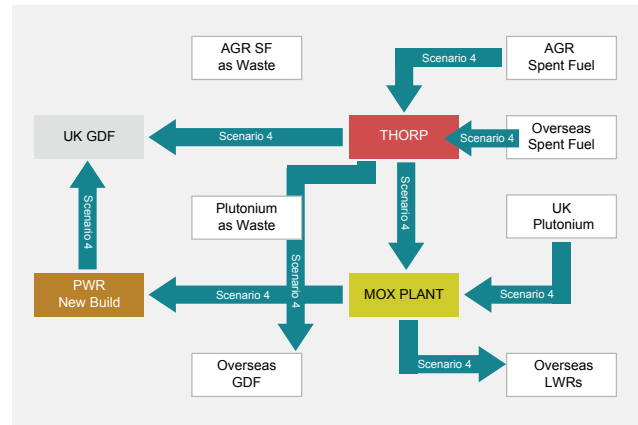 AGR SF
as Waste
AGR
Spent Fuel
Scenario 4
UK GDF
Scenario 4
THORP
Scenario 4
Overseas
Spent Fuel
Scenario 4
Scenario 4
Plutonium
as Waste
Scenario 4
UK
Plutonium
PWR
New Build
Scenario 4
MOX PLANT
Scenario 4
Overseas
GDF
Scenario 4
Overseas
LWRs